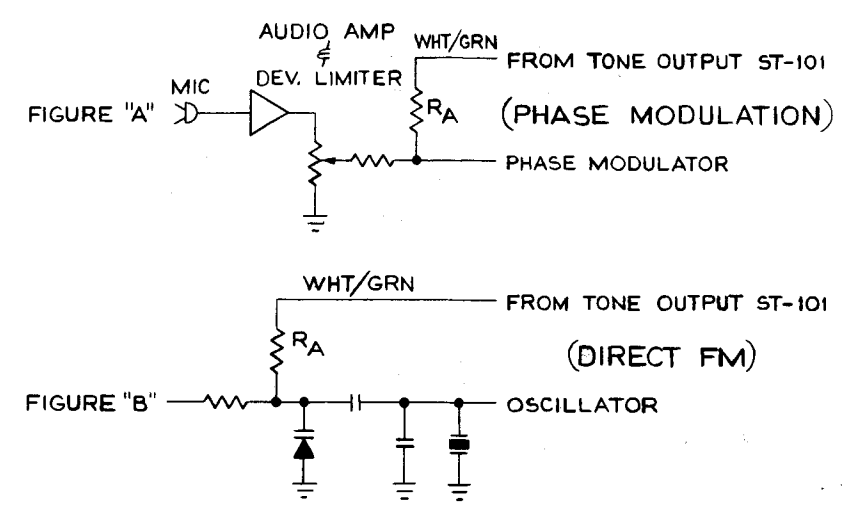 AUDIO AMP
&
DEV. LIMITER
WHT/GRN
FROM TONE OUTPUT ST-101
MIC
FIGURE "A"
RA
(PHASE MODULATION)
PHASE MODULATOR
WHT/GRN
FROM TONE OUTPUT ST-101
RA
(DIRECT FM)
FIGURE "B"
OSCILLATOR